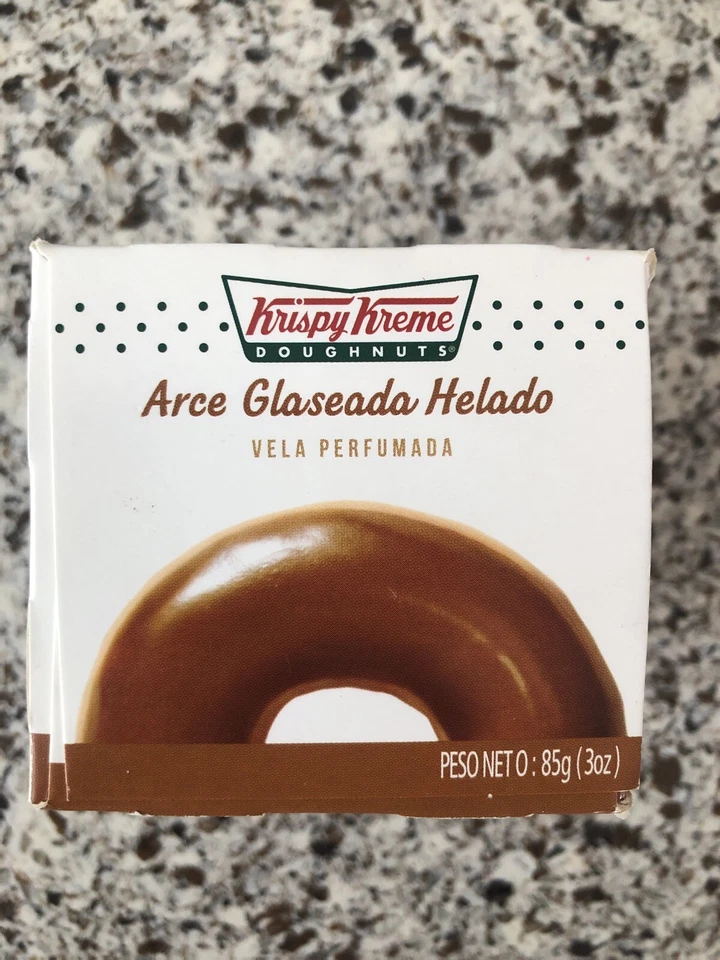 Krispy Kreme
DOUGHNUTS®
Arce Glaseada Helado
VELA PERFUMADA
PESO NETO: 85g (3oz)